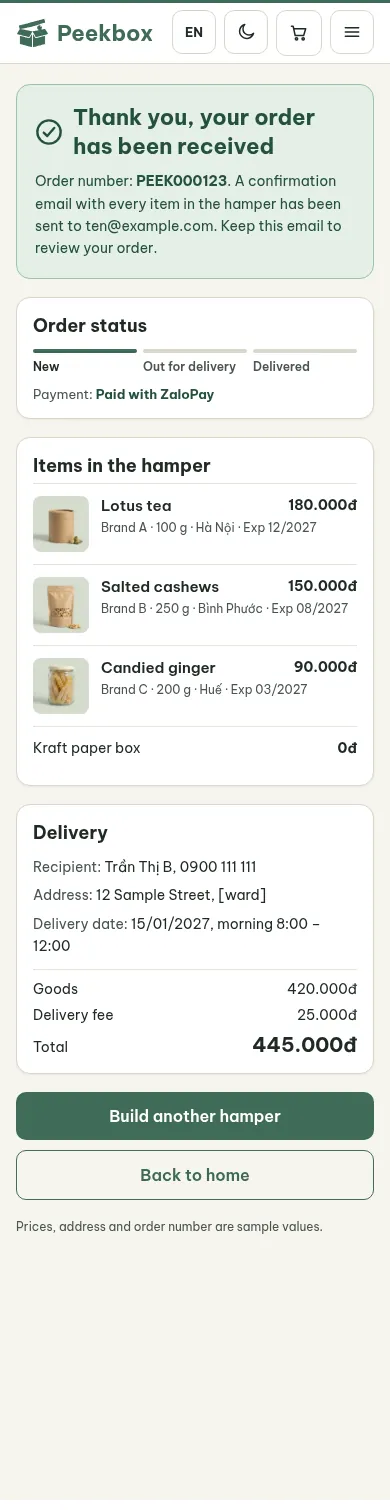 Peekbox
EN
Thank you, your order
has been received
Order number: PEEK000123. A confirmation
email with every item in the hamper has been
sent to ten@example.com. Keep this email to
review your order.
Order status
New
Out for delivery
Delivered
Payment: Paid with ZaloPay
Items in the hamper
Lotus tea
180.000đ
Brand A · 100 g · Hà Nội · Exp 12/2027
Salted cashews
150.000đ
Brand B · 250 g · Bình Phước · Exp 08/2027
Candied ginger
90.000đ
Brand C · 200 g · Huế · Exp 03/2027
Kraft paper box
0đ
Delivery
Recipient: Trần Thị B, 0900 111 111
Address: 12 Sample Street, [ward]
Delivery date: 15/01/2027, morning 8:00 –
12:00
Goods
420.000đ
Delivery fee
25.000đ
Total
445.000đ
Build another hamper
Back to home
Prices, address and order number are sample values.